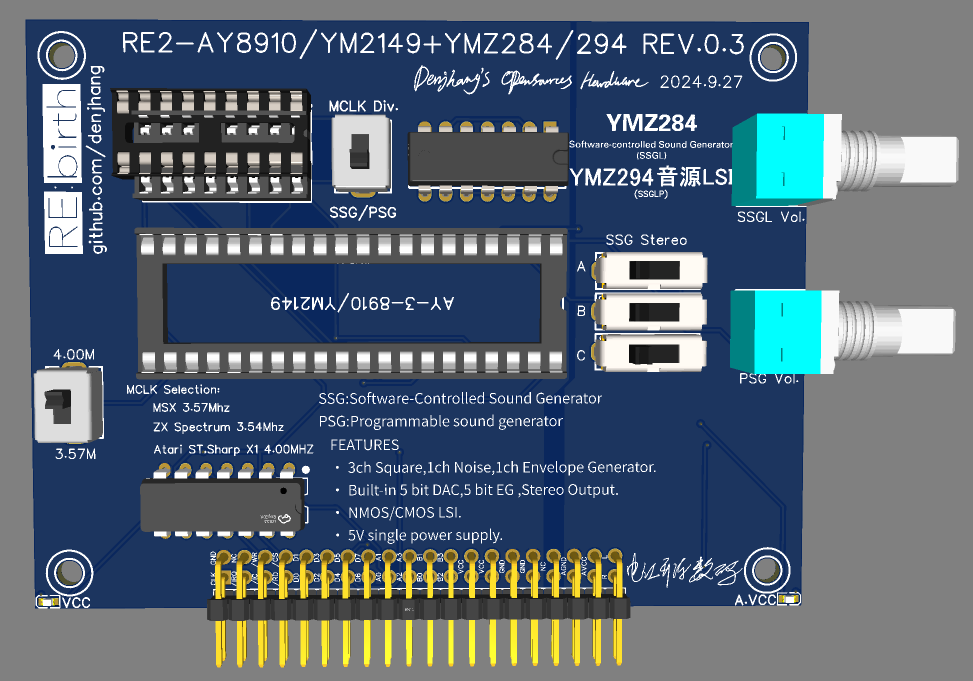 RE2-AY8910/YM2149+YMZ284/294 REV.0.3
Denjhang's Opensources Hardware 2024.9.27
RE:birth
github.com/denjhang
MCLK Div.
SSG/PSG
YMZ284
Software-controlled Sound Generator
(SSGL)
YMZ294音源LSI
(SSGLP)
SSGL Vol.
SSG Stereo
A
B
C
AY-3-8910/YM2149
PSG Vol.
4.00M
3.57M
MCLK Selection:
MSX 3.57Mhz
ZX Spectrum 3.54Mhz
Atari ST.Sharp X1 4.00MHZ
SSG:Software-Controlled Sound Generator
PSG:Programmable sound generator
FEATURES
· 3ch Square,1ch Noise,1ch Envelope Generator.
· Built-in 5 bit DAC,5 bit EG ,Stereo Output.
· NMOS/CMOS LSI.
· 5V single power supply.
VCC
A.VCC